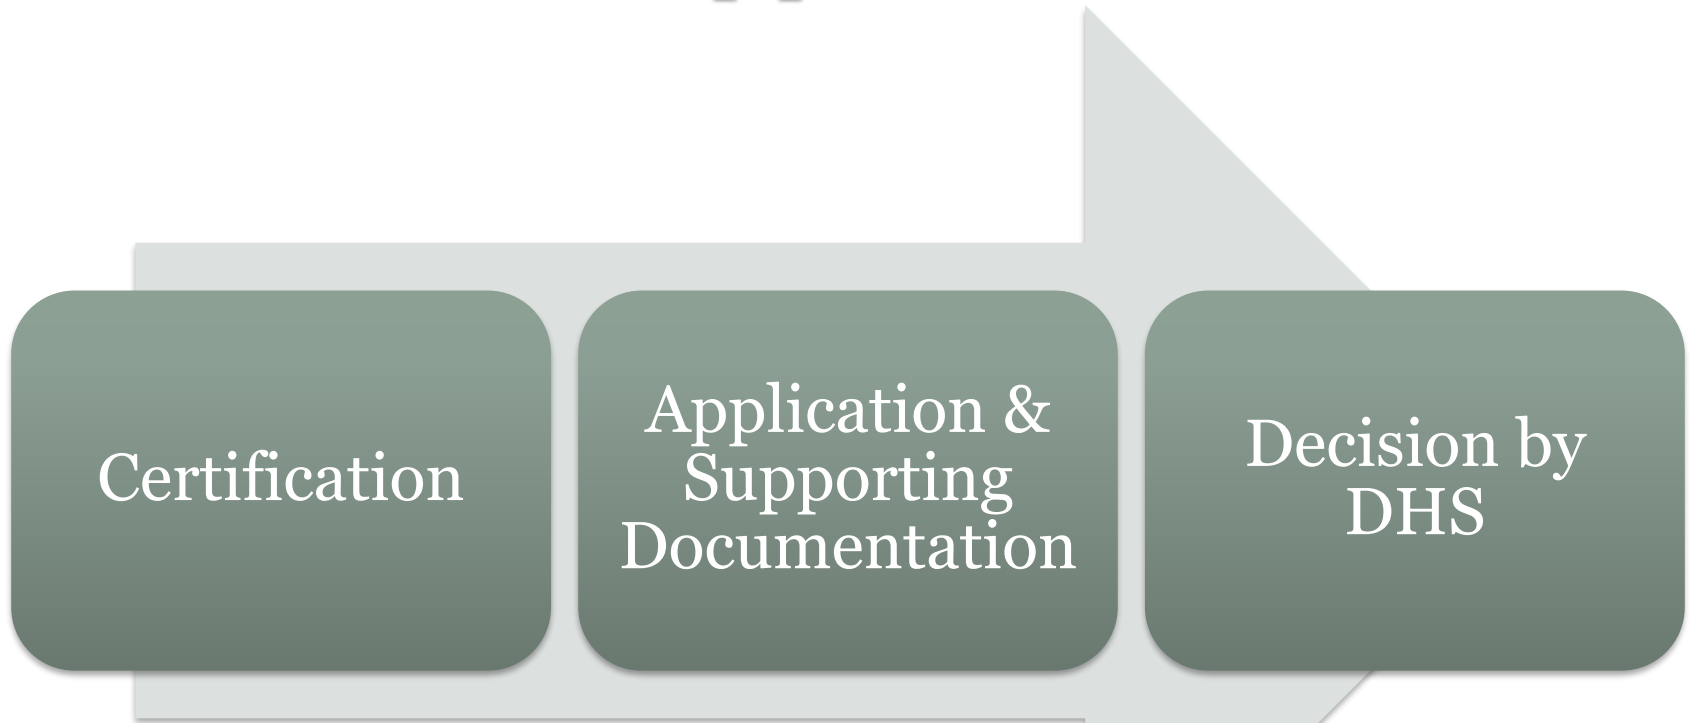 Certification
Application &
Supporting
Documentation
Decision by
DHS